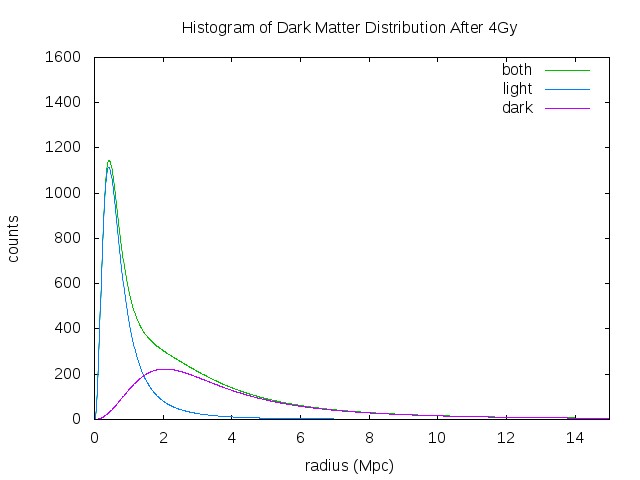 Histogram of Dark Matter Distribution After 4Gy
1600
1400
1200
1000
800
600
400
200
0
counts
both
light
dark
0 2 4 6 8 10 12 14
radius (Mpc)